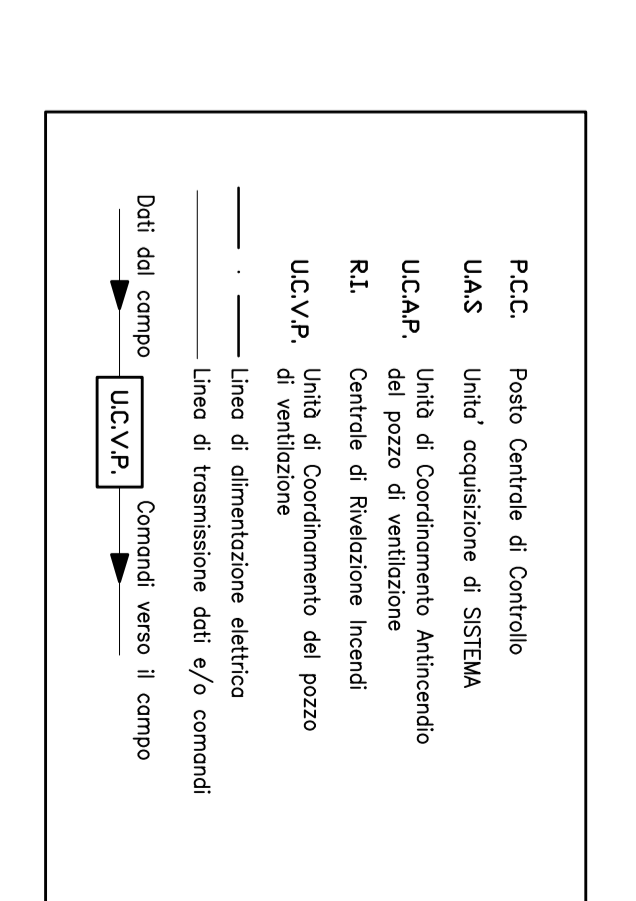 P.C.C. Posto Centrale di Controllo
U.A.S Unita' acquisizione di SISTEMA
U.C.A.P. Unità di Coordinamento Antincendio
del pozzo di ventilazione
R.I. Centrale di Rivelazione Incendi
U.C.V.P. Unità di Coordinamento del pozzo
di ventilazione
Linea di alimentazione elettrica
Linea di trasmissione dati e/o comandi
Dati dal campo
Comandi verso il campo
U.C.V.P.